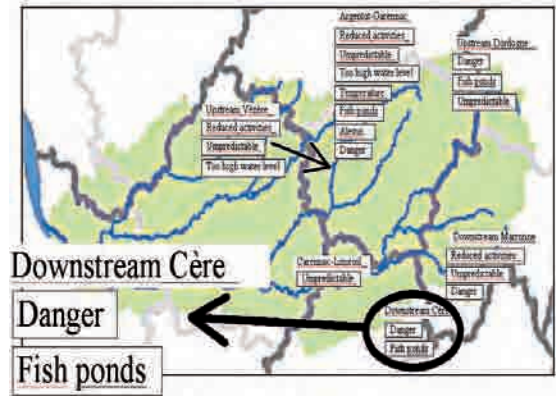 Argentat-Garennac
Reduced activities
Unpredictable
Too high water level
Temperature
Fish ponds
Alevin
Danger
Upstream Dordogne
Danger
Fish ponds
Unpredictable
Upstream Vézère
Reduced activities
Unpredictable
Too high water level
Unpredictable
Downstream Maronne
Reduced activities
Unpredictable
Danger
Downstream Cère
Danger
Fish ponds
Downstream Cère
Danger
Fish ponds